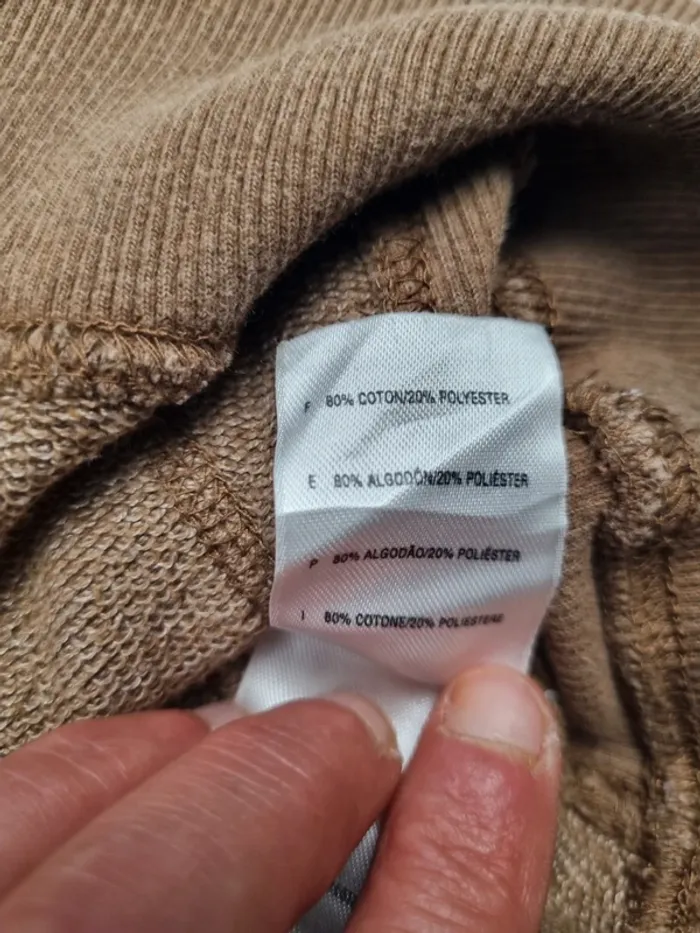 F 80% COTON/20% POLYESTER
E 80% ALGODÓN/20% POLIÉSTER
P 80% ALGODÃO/20% POLIÉSTER
I 80% COTONE/20% POLIESTERE